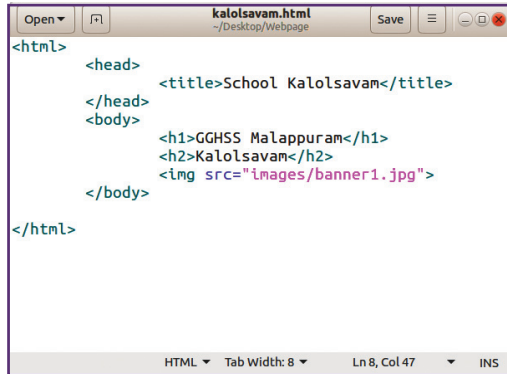 Open
kalolsavam.html
~/Desktop/Webpage
Save
<html>
<head>
<title>School Kalolsavam</title>
</head>
<body>
<h1>GGHSS Malappuram</h1>
<h2>Kalolsavam</h2>
<img src="images/banner1.jpg">
</body>
</html>
HTML Tab Width: 8 Ln 8, Col 47 INS